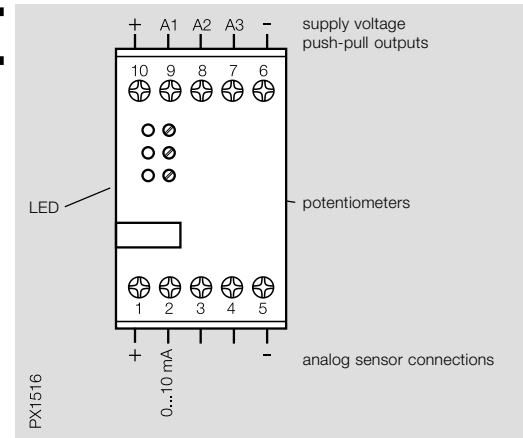 + A1 A2 A3 -
supply voltage
push-pull outputs
10 9 8 7 6
LED
potentiometers
1 2 3 4 5
+ 0...10 mA -
analog sensor connections
PX1516